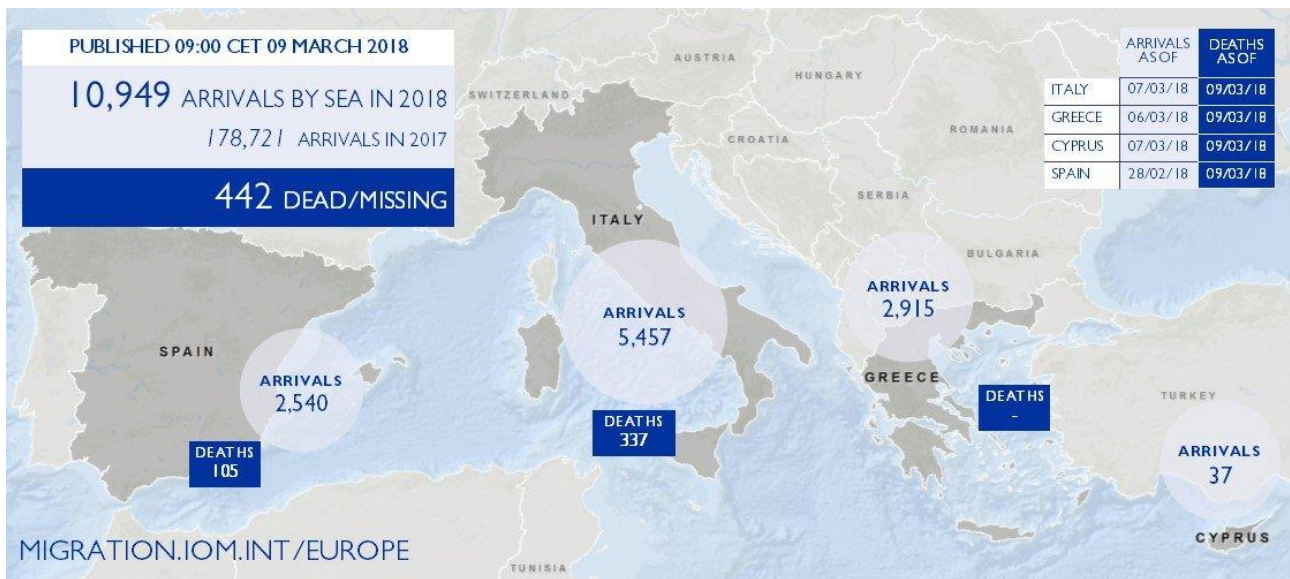 PUBLISHED 09:00 CET 09 MARCH 2018
10,949 ARRIVALS BY SEA IN 2018
178,721 ARRIVALS IN 2017
442 DEAD/MISSING
ARRIVALS AS OF
DEATHS AS OF
ITALY 07/03/18 09/03/18
GREECE 06/03/18 09/03/18
CYPRUS 07/03/18 09/03/18
SPAIN 28/02/18 09/03/18
AUSTRIA
HUNGARY
SWITZERLAND
CROATIA
ROMANIA
SERBIA
ITALY
BULGARIA
ARRIVALS
2,915
ARRIVALS
5,457
SPAIN
ARRIVALS
2,540
GREECE
DEATHS
-
TURKEY
DEATHS
337
DEATHS
105
ARRIVALS
37
CYPRUS
MIGRATION.IOM.INT/EUROPE
TUNISIA